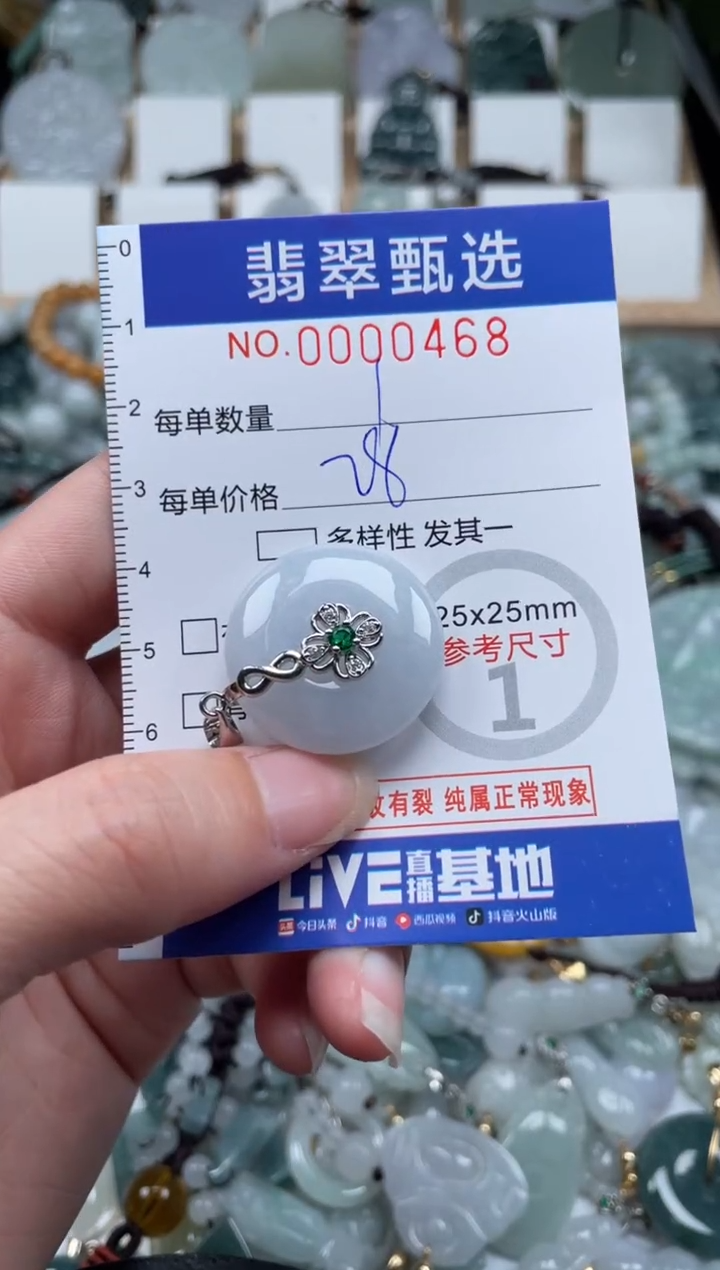 翡翠甄选
NO.0000468
每单数量 1
每单价格 28
多样性 发其一
25x25mm
参考尺寸
1
有裂 纯属正常现象
LiVE直播基地
今日头条 抖音 西瓜视频 抖音火山版
0
1
2
3
4
5
6